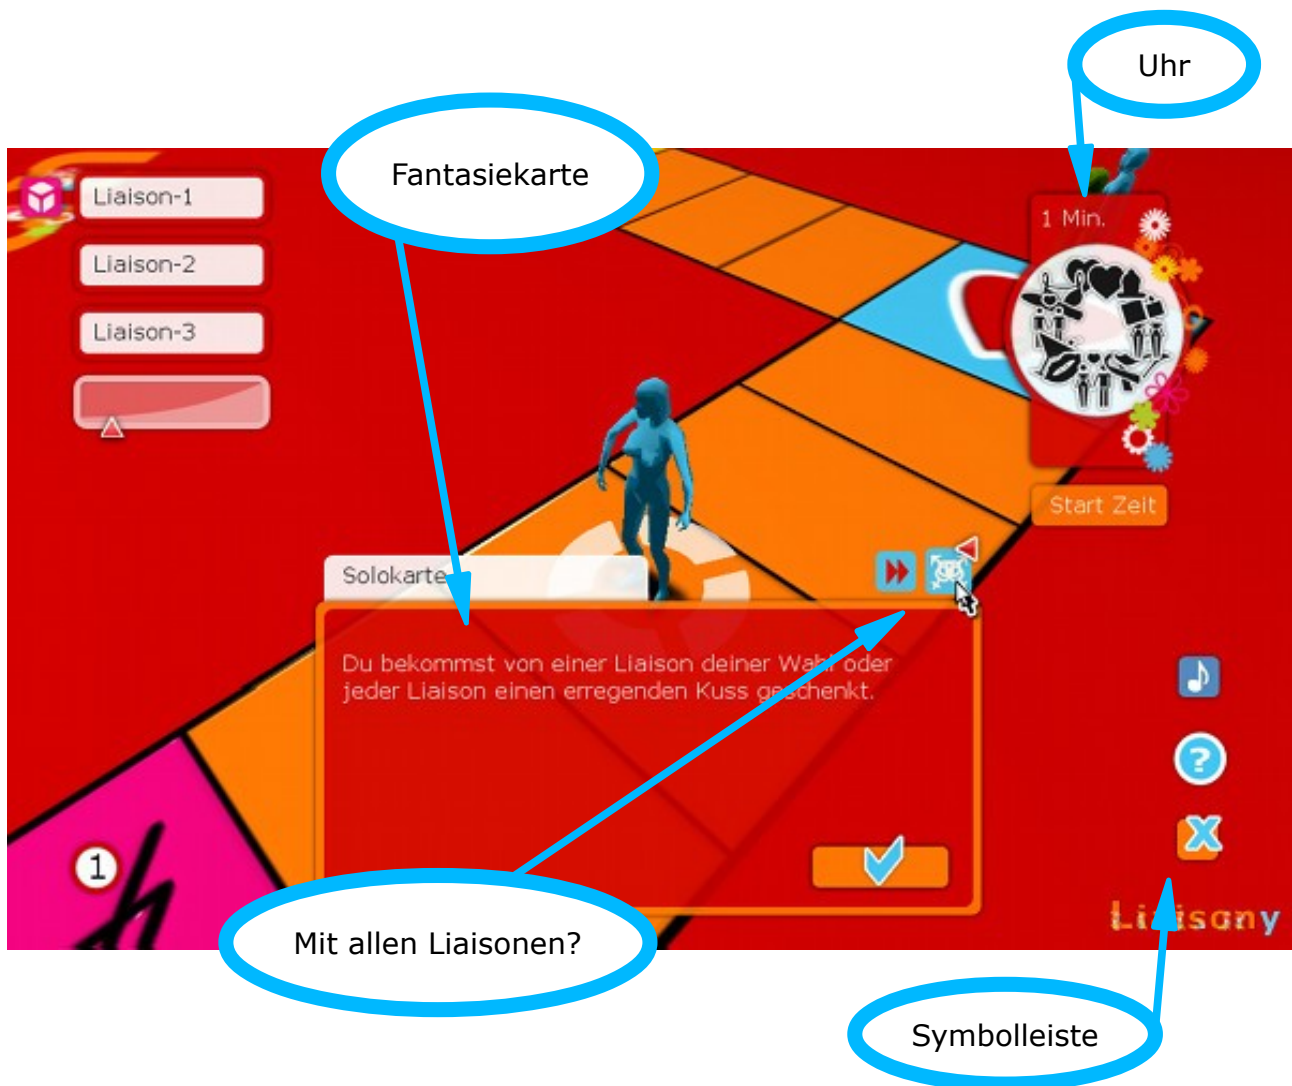 Uhr
Fantasiekarte
Liaison-1
1 Min.
Liaison-2
Liaison-3
Start Zeit
Solokarte
Du bekommst von einer Liaison deiner Wahl oder
jeder Liaison einen erregenden Kuss geschenkt.
?
1
Liaisony
Mit allen Liaisonen?
Symbolleiste